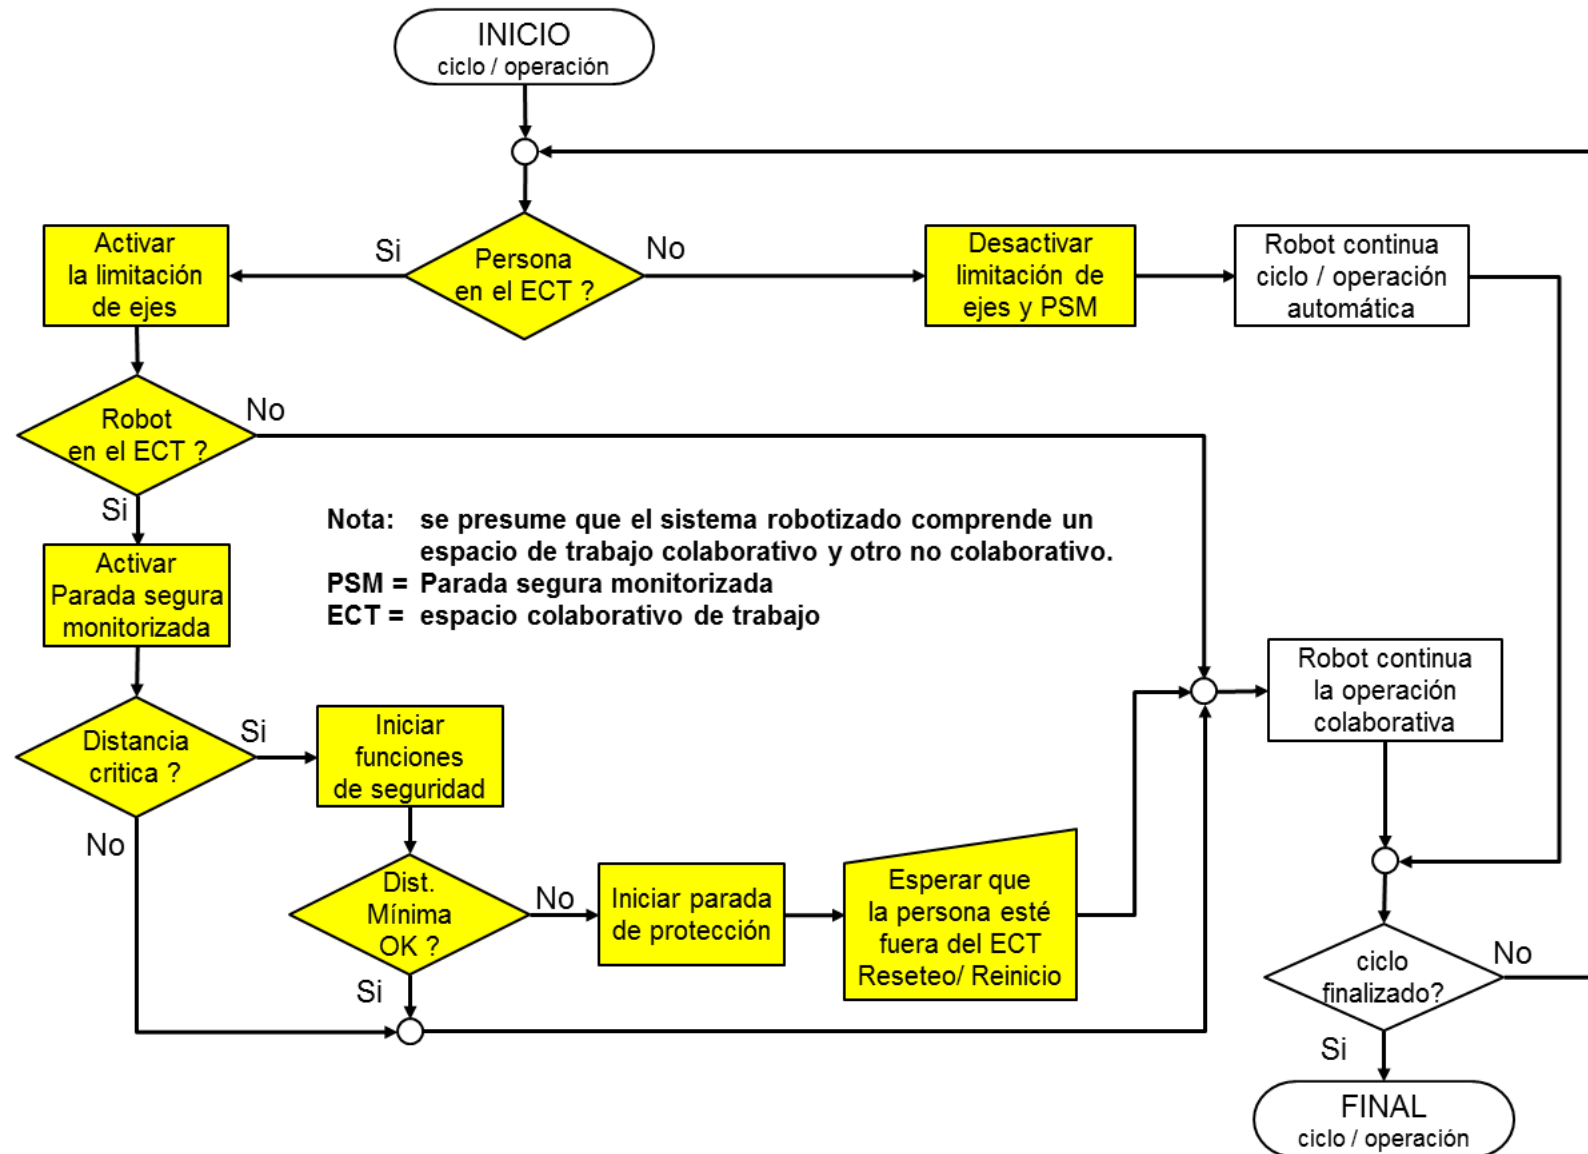 INICIO
ciclo / operación
Si
Persona
en el ECT ?
No
Activar
la limitación
de ejes
Desactivar
limitación de
ejes y PSM
Robot continua
ciclo / operación
automática
Robot
en el ECT ?
No
Si
Nota: se presume que el sistema robotizado comprende un
espacio de trabajo colaborativo y otro no colaborativo.
PSM = Parada segura monitorizada
ECT = espacio colaborativo de trabajo
Activar
Parada segura
monitorizada
Distancia
critica ?
Si
No
Iniciar
funciones
de seguridad
Robot continua
la operación
colaborativa
Dist.
Mínima
OK ?
No
Si
Iniciar parada
de protección
Esperar que
la persona esté
fuera del ECT
Reseteo/ Reinicio
ciclo
finalizado?
No
Si
FINAL
ciclo / operación